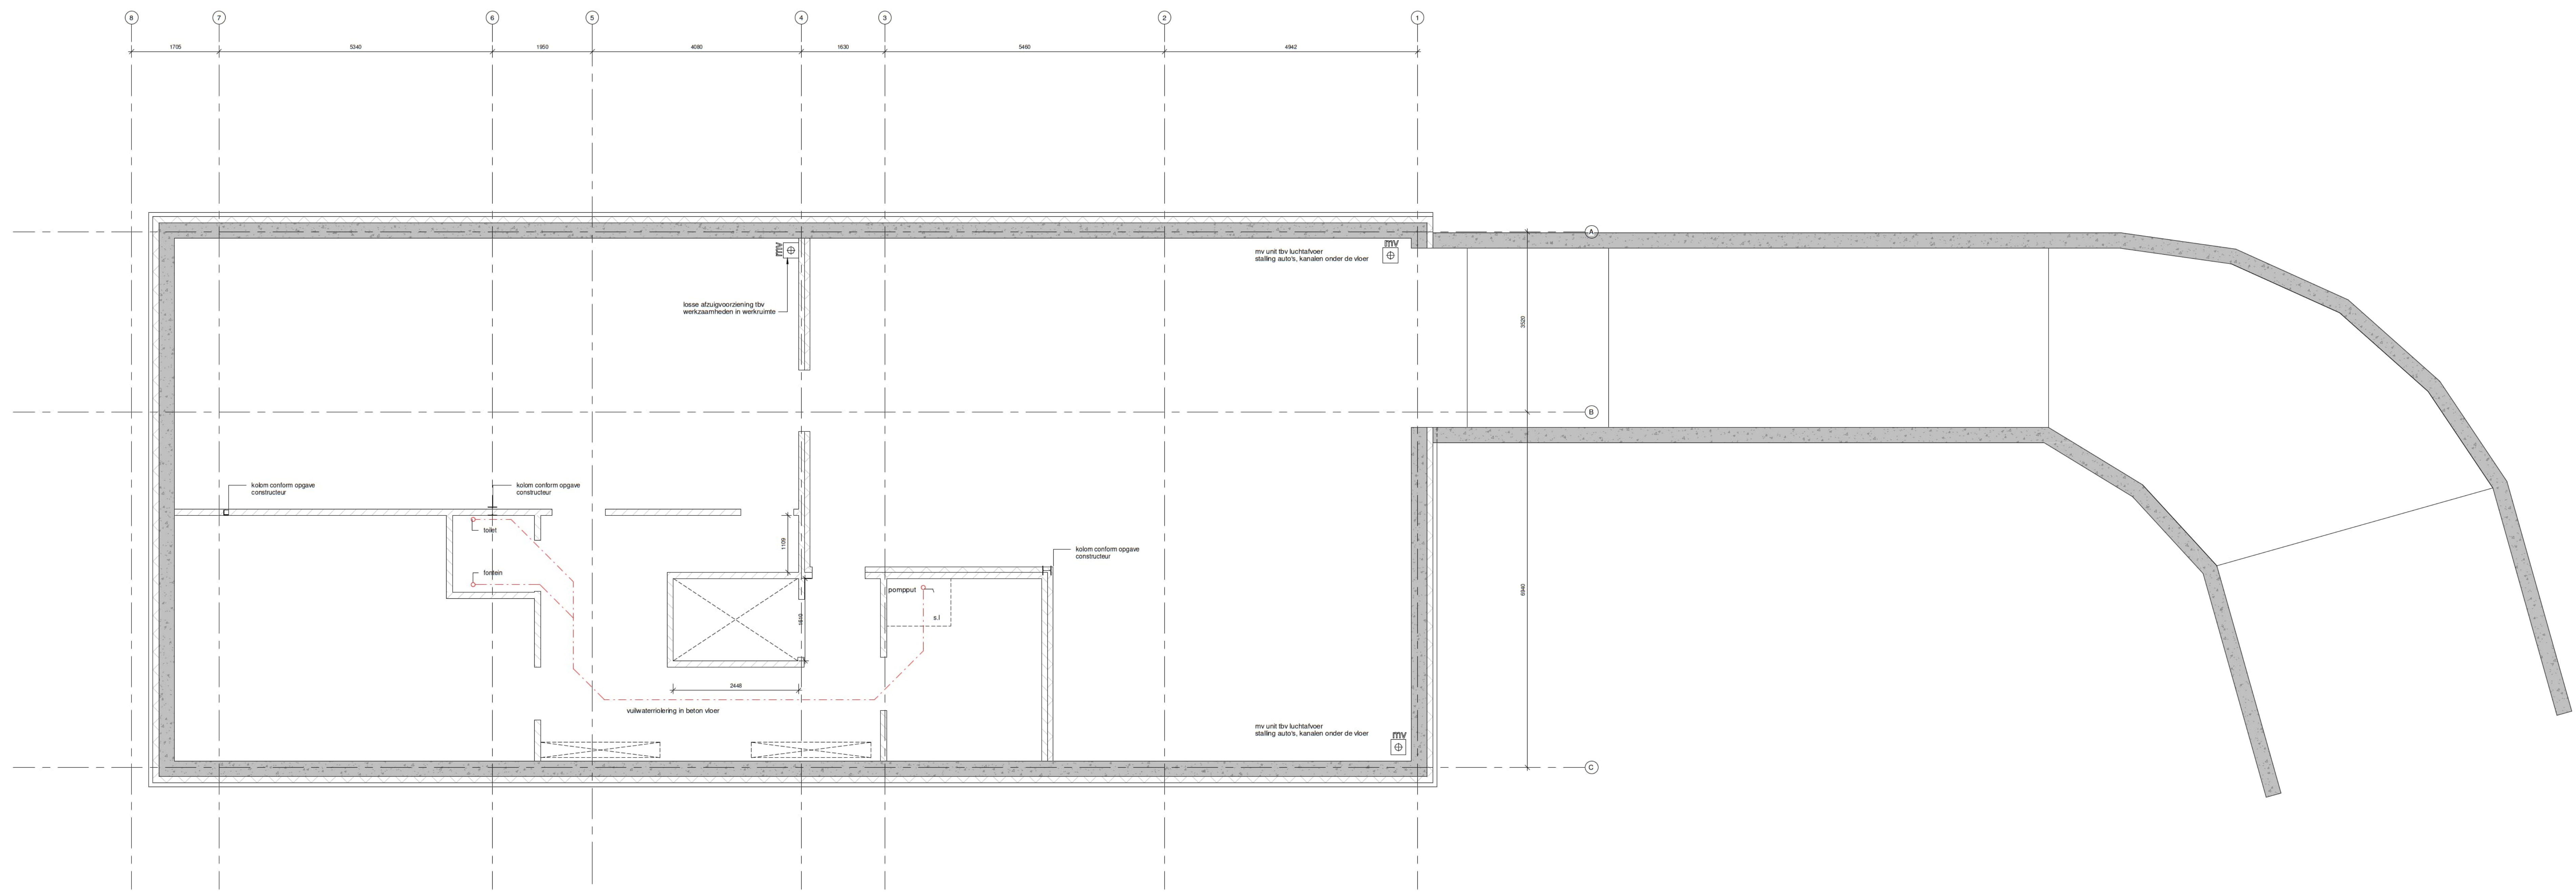 8 7 6 5 4 3 2 1
1705 5340 1950 4080 1630 5460 4942
A
mv
mv
mv unit tbv luchtafvoer
stalling auto's, kanalen onder de vloer
losse afzuigvoorziening tbv
werkzaamheden in werkruimte
3520
B
kolom conform opgave
constructeur
kolom conform opgave
constructeur
toilet
1109
kolom conform opgave
constructeur
fontein
pompput
s.l
6940
2448
vuilwaterriolering in beton vloer
mv unit tbv luchtafvoer
stalling auto's, kanalen onder de vloer
mv
C